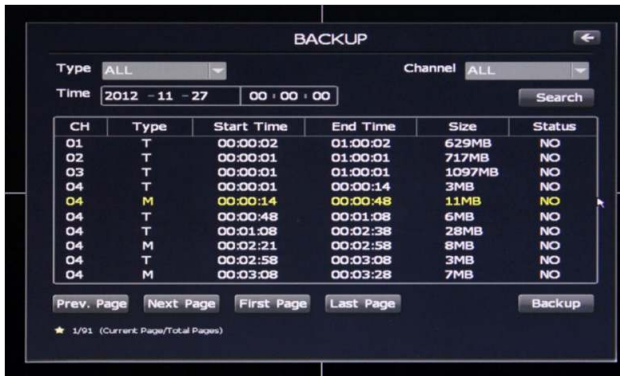 BACKUP
Type ALL Channel ALL
Time 2012 - 11 - 27 00 : 00 : 00 Search
CH Type Start Time End Time Size Status
01 T 00:00:02 01:00:02 629MB NO
02 T 00:00:01 01:00:01 717MB NO
03 T 00:00:01 01:00:01 1097MB NO
04 T 00:00:01 00:00:14 3MB NO
04 M 00:00:14 00:00:48 11MB NO
04 T 00:00:48 00:01:08 6MB NO
04 T 00:01:08 00:02:38 28MB NO
04 M 00:02:21 00:02:58 8MB NO
04 T 00:02:58 00:03:08 3MB NO
04 M 00:03:08 00:03:28 7MB NO
Prev. Page Next Page First Page Last Page Backup
1/91 (Current Page/Total Pages)